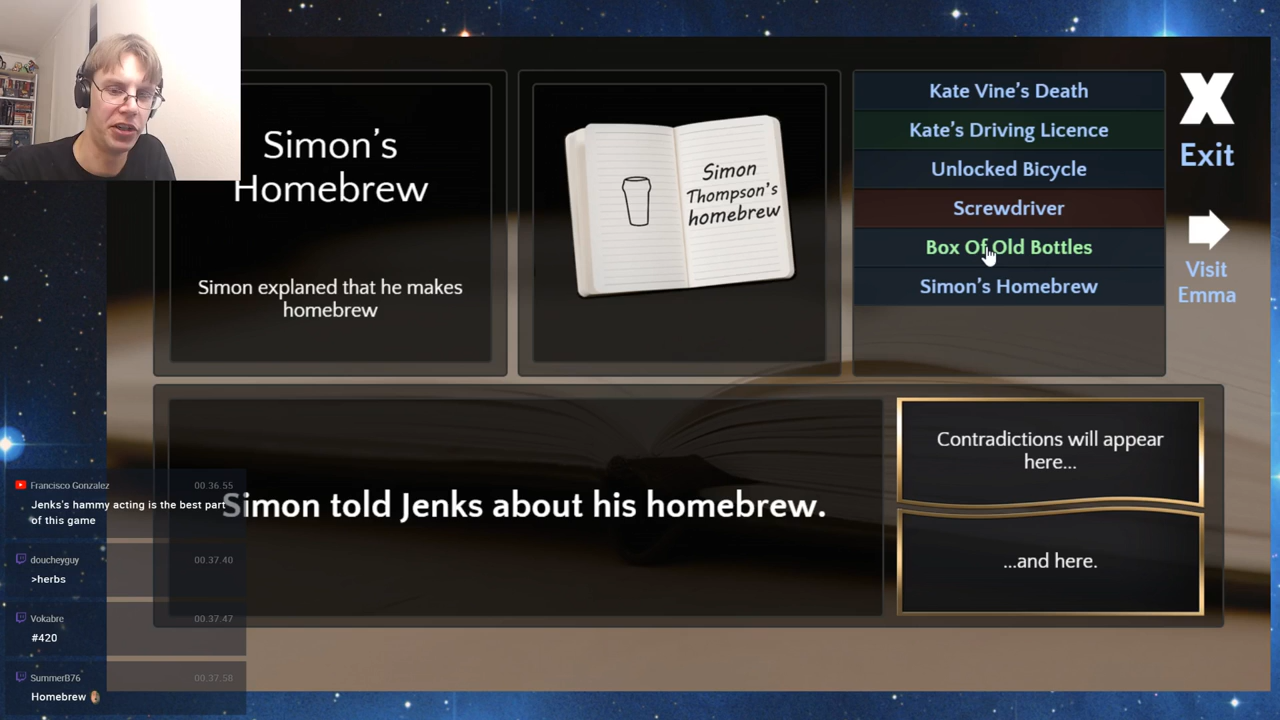 Simon's
Homebrew
Simon explaned that he makes
homebrew
Simon
Thompson's
homebrew
Kate Vine's Death
Kate's Driving Licence
Unlocked Bicycle
Screwdriver
Box Of Old Bottles
Simon's Homebrew
Exit
Visit
Emma
Simon told Jenks about his homebrew.
Contradictions will appear
here...
...and here.
Francisco Gonzalez 00.36.55
Jenks's hammy acting is the best part
of this game
doucheyguy 00.37.40
>herbs
Vokabre 00.37.47
#420
SummerB76 00.37.58
Homebrew